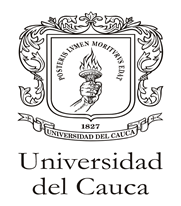 POSTERIS LVMEN MORITVRVS EDAT
1827
UNIVERSIDAD DEL CAUCA
Universidad
del Cauca